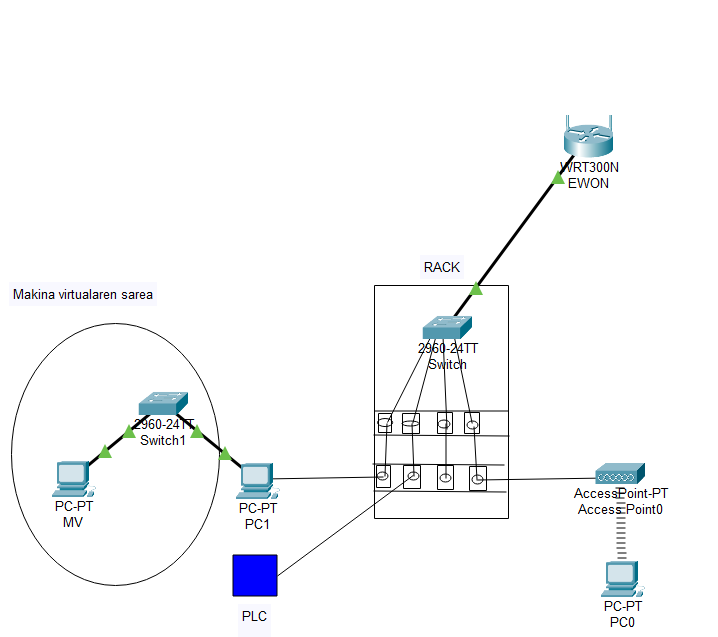 WRT300N
EWON
RACK
Makina virtualaren sarea
2960-24TT
Switch
2960-24TT
Switch1
PC-PT
MV
PC-PT
PC1
AccessPoint-PT
Access Point0
PLC
PC-PT
PC0